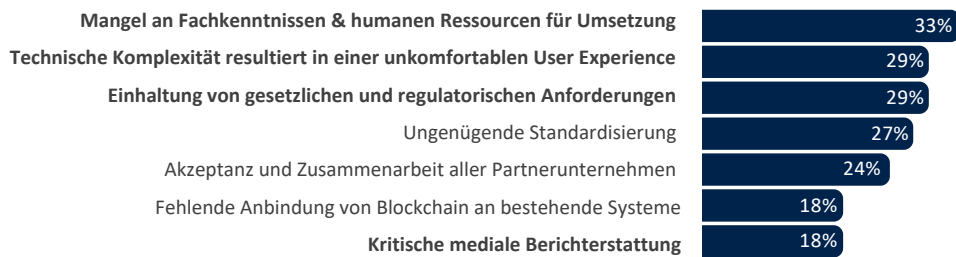 Mangel an Fachkenntnissen & humanen Ressourcen für Umsetzung 33%
Technische Komplexität resultiert in einer unkomfortablen User Experience 29%
Einhaltung von gesetzlichen und regulatorischen Anforderungen 29%
Ungenügende Standardisierung 27%
Akzeptanz und Zusammenarbeit aller Partnerunternehmen 24%
Fehlende Anbindung von Blockchain an bestehende Systeme 18%
Kritische mediale Berichterstattung 18%